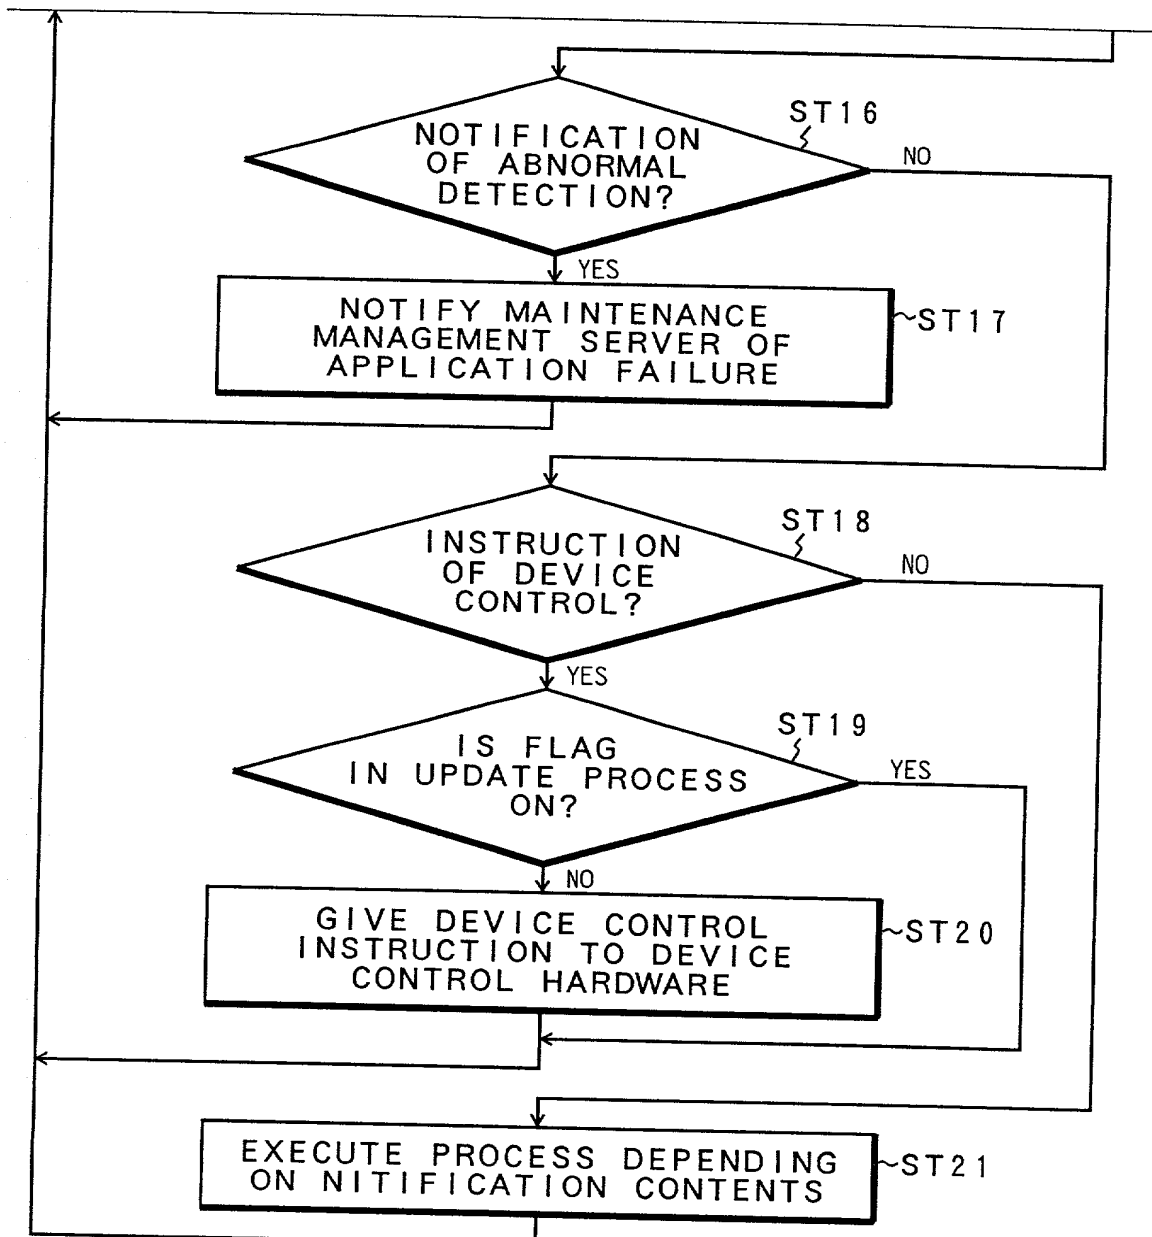 ST16
NOTIFICATION
OF ABNORMAL
DETECTION?
NO
YES
NOTIFY MAINTENANCE
MANAGEMENT SERVER OF
APPLICATION FAILURE
ST17
ST18
INSTRUCTION
OF DEVICE
CONTROL?
NO
YES
ST19
IS FLAG
IN UPDATE PROCESS
ON?
YES
NO
GIVE DEVICE CONTROL
INSTRUCTION TO DEVICE
CONTROL HARDWARE
ST20
EXECUTE PROCESS DEPENDING
ON NITIFICATION CONTENTS
ST21